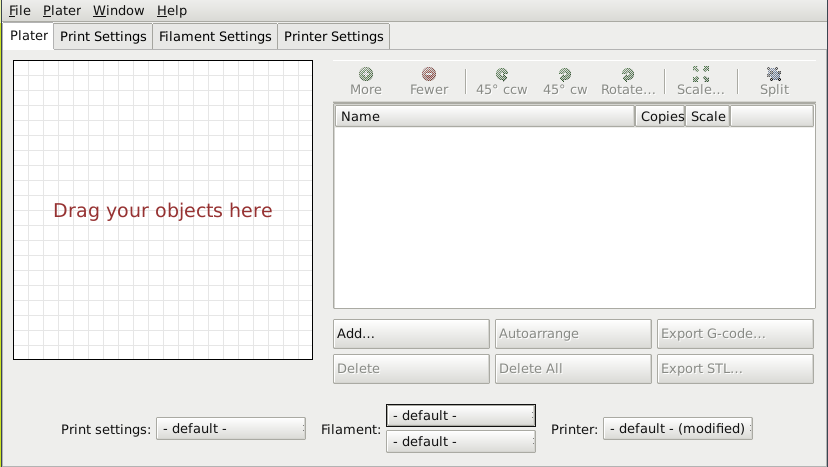 File Plater Window Help
Plater Print Settings Filament Settings Printer Settings
More Fewer 45° ccw 45° cw Rotate... Scale... Split
Name Copies Scale
Drag your objects here
Add... Autoarrange Export G-code...
Delete Delete All Export STL...
Print settings: - default - Filament: - default - Printer: - default - (modified)
- default -